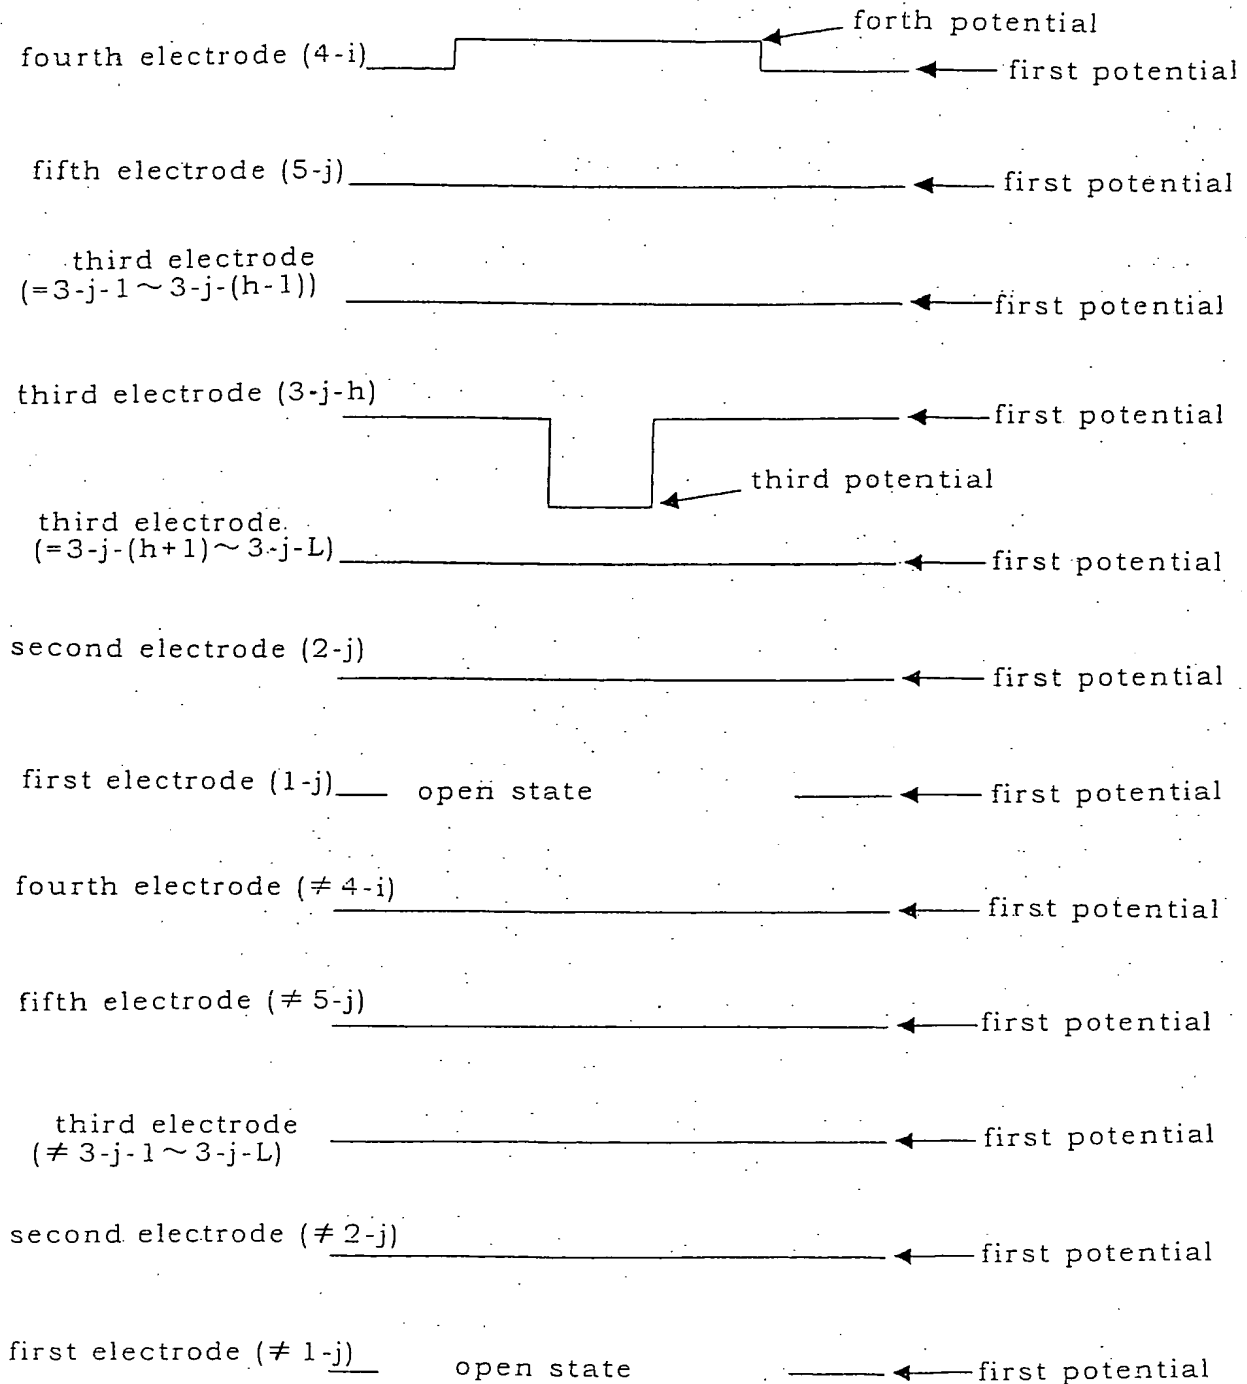 forth potential
fourth electrode (4-i)
first potential
fifth electrode (5-j)
first potential
third electrode
(=3-j-1～3-j-(h-1))
first potential
third electrode (3-j-h)
first potential
third potential
third electrode
(=3-j-(h+1)～3-j-L)
first potential
second electrode (2-j)
first potential
first electrode (1-j)
open state
first potential
fourth electrode (≠ 4-i)
first potential
fifth electrode (≠ 5-j)
first potential
third electrode
(≠ 3-j-1～3-j-L)
first potential
second electrode (≠ 2-j)
first potential
first electrode (≠ 1-j)
open state
first potential